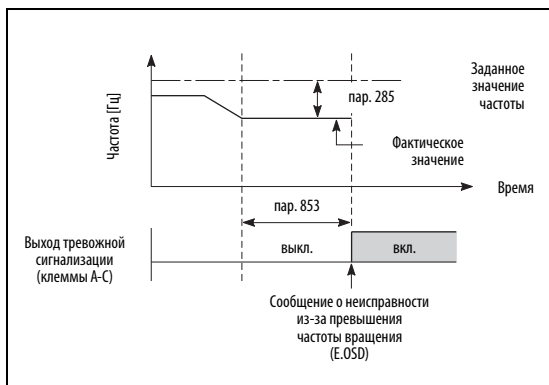 Частота [Гц]
пар. 285
Заданное
значение
частоты
Фактическое
значение
Время
пар. 853
Выход тревожной
сигнализации
(клеммы A-C)
выкл.
вкл.
Сообщение о неисправности
из-за превышения
частоты вращения
(E.OSD)